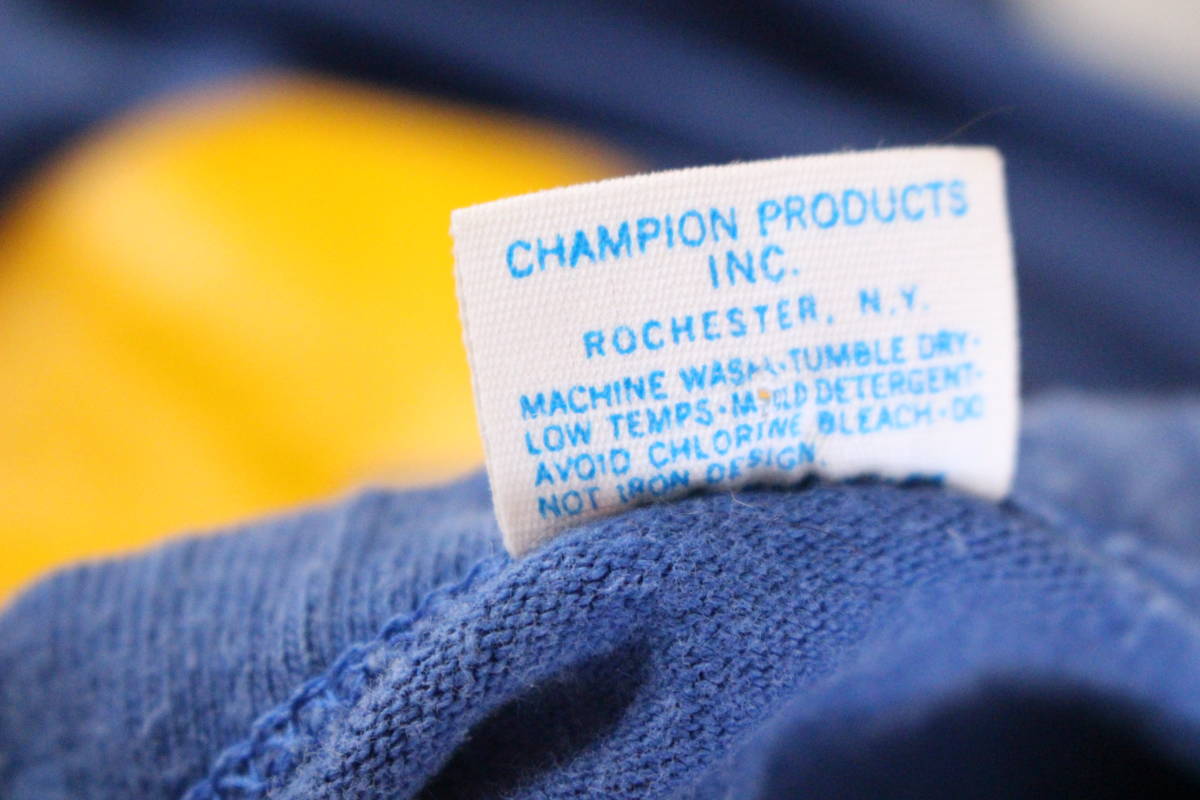 CHAMPION PRODUCTS
INC.
ROCHESTER, N.Y.
MACHINE WASH·TUMBLE DRY·
LOW TEMPS·MILD DETERGENT·
AVOID CHLORINE BLEACH·DO
NOT IRON DESIGN